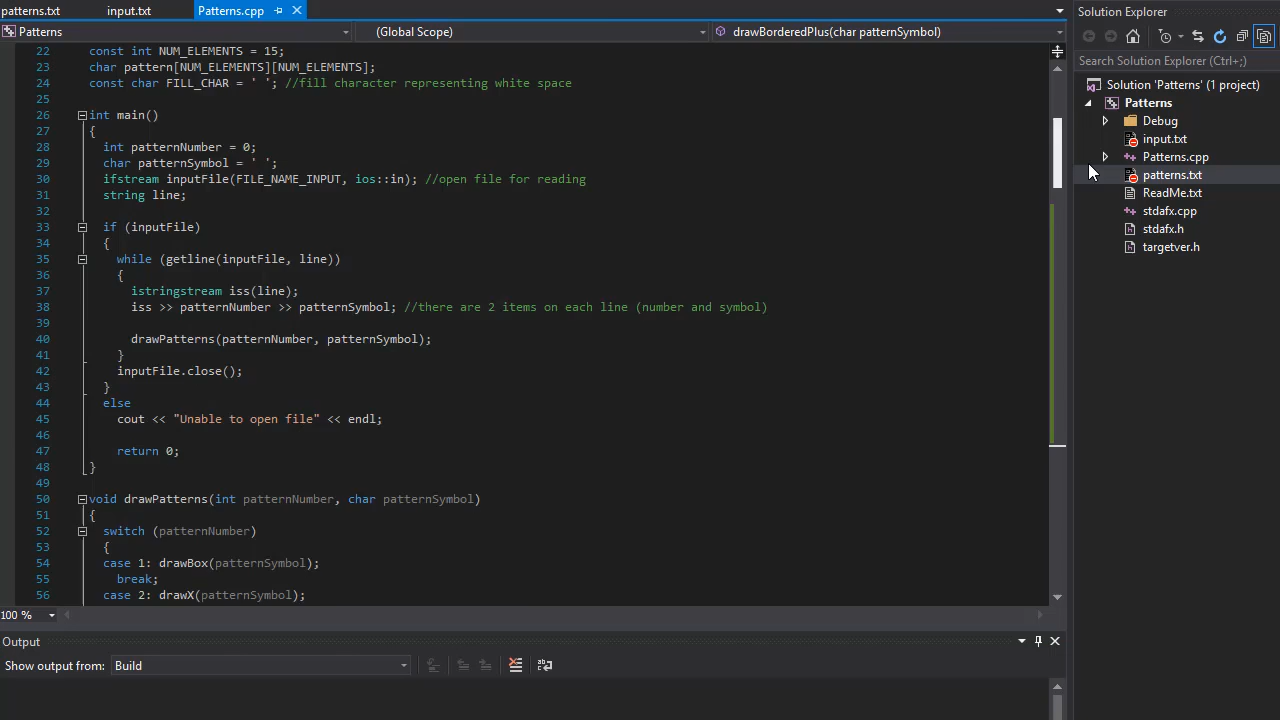 patterns.txt input.txt Patterns.cpp
Patterns (Global Scope) drawBorderedPlus(char patternSymbol)
22 const int NUM_ELEMENTS = 15;
23 char pattern[NUM_ELEMENTS][NUM_ELEMENTS];
24 const char FILL_CHAR = ' '; //fill character representing white space
25
26 int main()
27 {
28 int patternNumber = 0;
29 char patternSymbol = ' ';
30 ifstream inputFile(FILE_NAME_INPUT, ios::in); //open file for reading
31 string line;
32
33 if (inputFile)
34 {
35 while (getline(inputFile, line))
36 {
37 istringstream iss(line);
38 iss >> patternNumber >> patternSymbol; //there are 2 items on each line (number and symbol)
39
40 drawPatterns(patternNumber, patternSymbol);
41 }
42 inputFile.close();
43 }
44 else
45 cout << "Unable to open file" << endl;
46
47 return 0;
48 }
49
50 void drawPatterns(int patternNumber, char patternSymbol)
51 {
52 switch (patternNumber)
53 {
54 case 1: drawBox(patternSymbol);
55 break;
56 case 2: drawX(patternSymbol);
100 %
Output
Show output from: Build
Solution Explorer
Search Solution Explorer (Ctrl+;)
Solution 'Patterns' (1 project)
Patterns
Debug
input.txt
Patterns.cpp
patterns.txt
ReadMe.txt
stdafx.cpp
stdafx.h
targetver.h